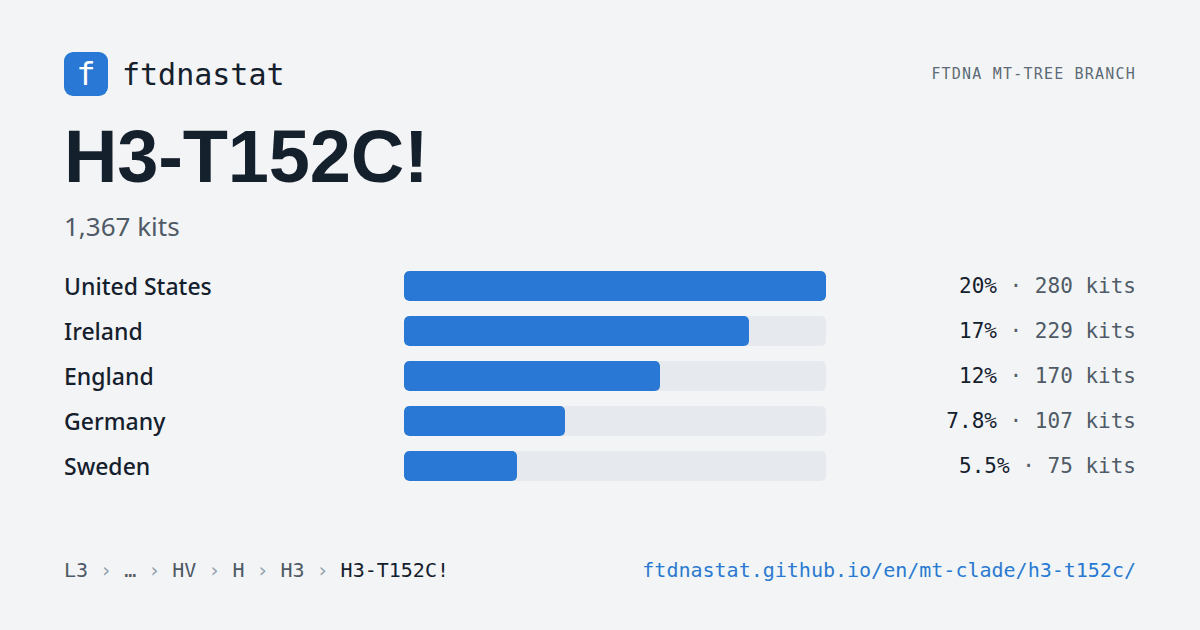 f ftdnastat
FTDNA MT-TREE BRANCH
H3-T152C!
1,367 kits
United States 20% · 280 kits
Ireland 17% · 229 kits
England 12% · 170 kits
Germany 7.8% · 107 kits
Sweden 5.5% · 75 kits
L3 › … › HV › H › H3 › H3-T152C!
ftdnastat.github.io/en/mt-clade/h3-t152c/